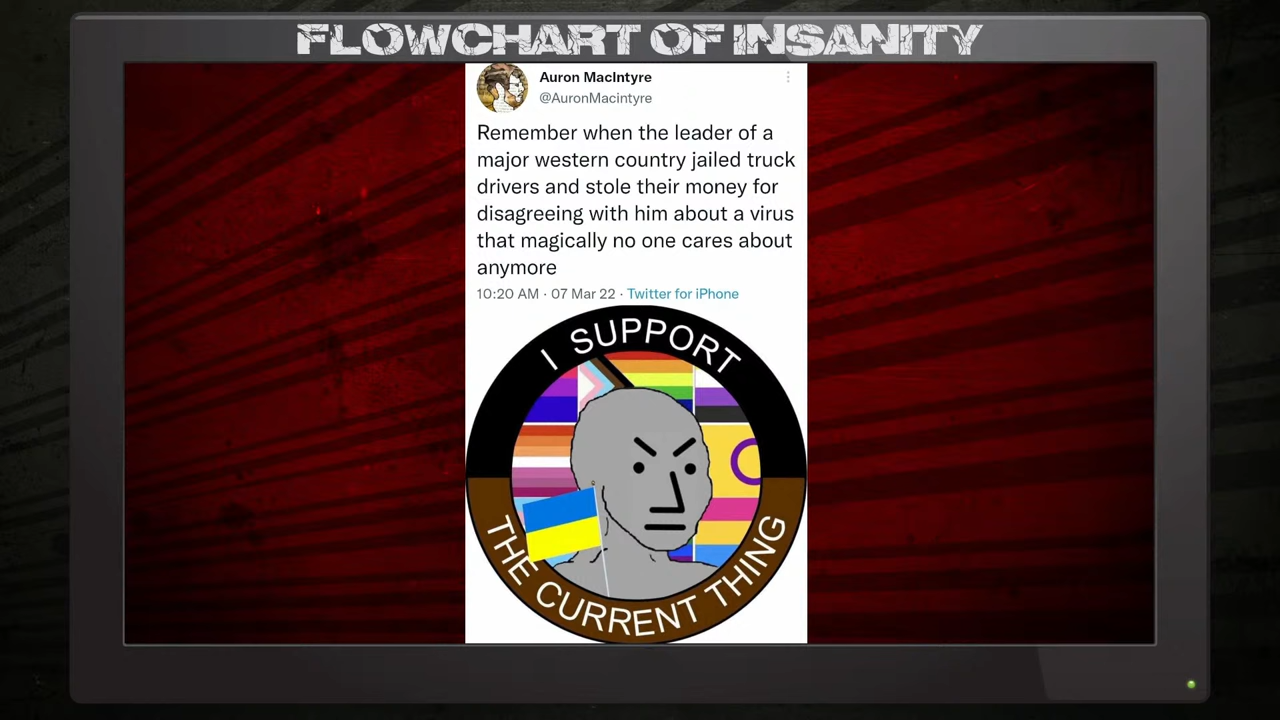 FLOWCHART OF INSANITY
Auron MacIntyre
@AuronMacintyre
Remember when the leader of a
major western country jailed truck
drivers and stole their money for
disagreeing with him about a virus
that magically no one cares about
anymore
10:20 AM · 07 Mar 22 · Twitter for iPhone
I SUPPORT
THE CURRENT THING